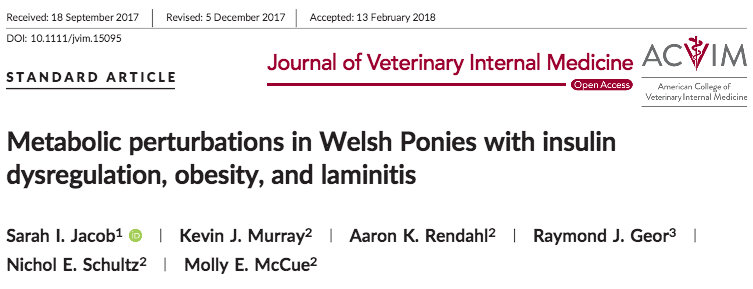 Received: 18 September 2017 | Revised: 5 December 2017 | Accepted: 13 February 2018
DOI: 10.1111/jvim.15095
STANDARD ARTICLE
Journal of Veterinary Internal Medicine
Open Access
ACVIM
American College of
Veterinary Internal Medicine
Metabolic perturbations in Welsh Ponies with insulin
dysregulation, obesity, and laminitis
Sarah I. Jacob1 iD | Kevin J. Murray2 | Aaron K. Rendahl2 | Raymond J. Geor3 |
Nichol E. Schultz2 | Molly E. McCue2